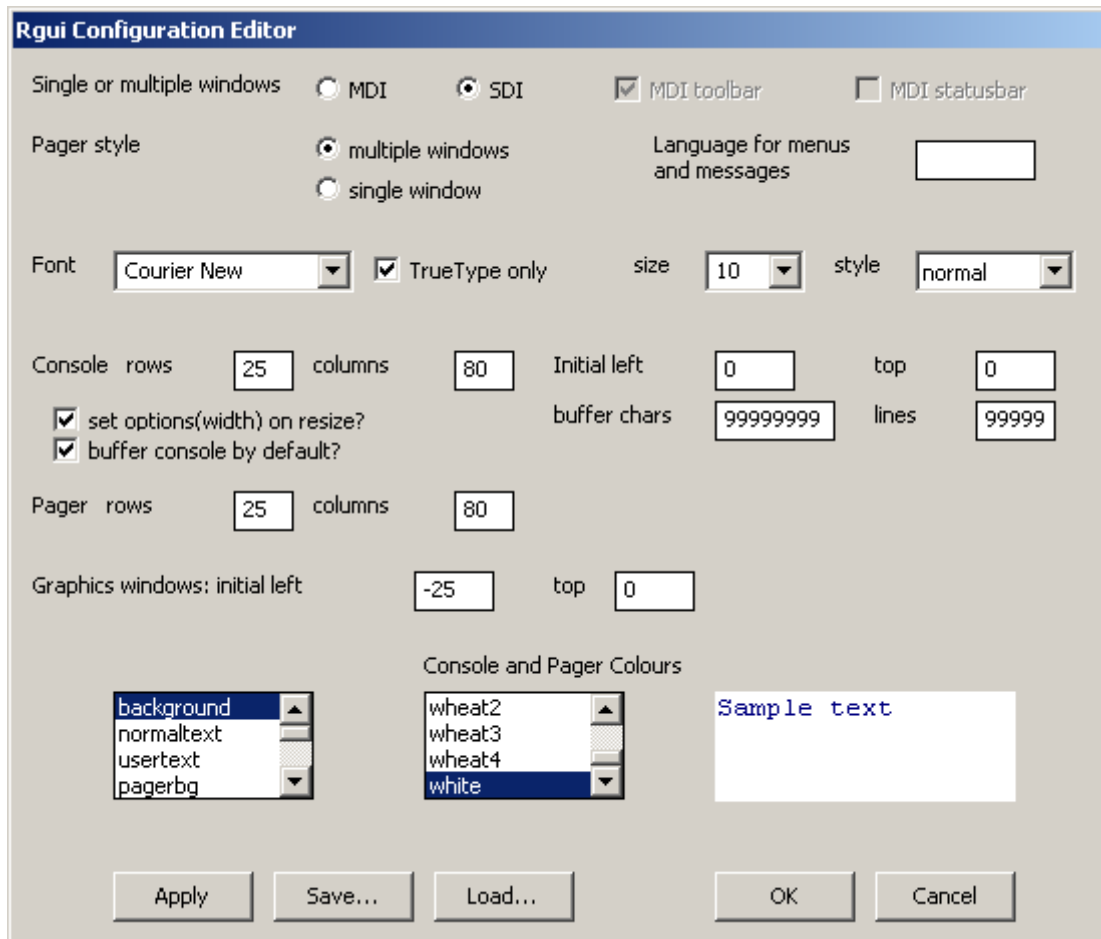 Rgui Configuration Editor
Single or multiple windows MDI SDI MDI toolbar MDI statusbar
Pager style multiple windows Language for menus
single window and messages
Font Courier New TrueType only size 10 style normal
Console rows 25 columns 80 Initial left 0 top 0
set options(width) on resize? buffer chars 99999999 lines 99999
buffer console by default?
Pager rows 25 columns 80
Graphics windows: initial left -25 top 0
Console and Pager Colours
background wheat2 Sample text
normaltext wheat3
usertext wheat4
pagerbg white
Apply Save... Load... OK Cancel